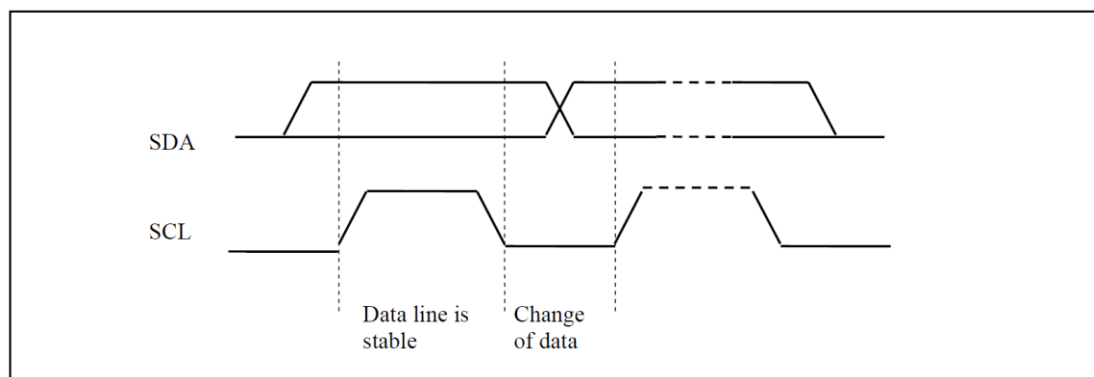 SDA
SCL
Data line is
stable
Change
of data